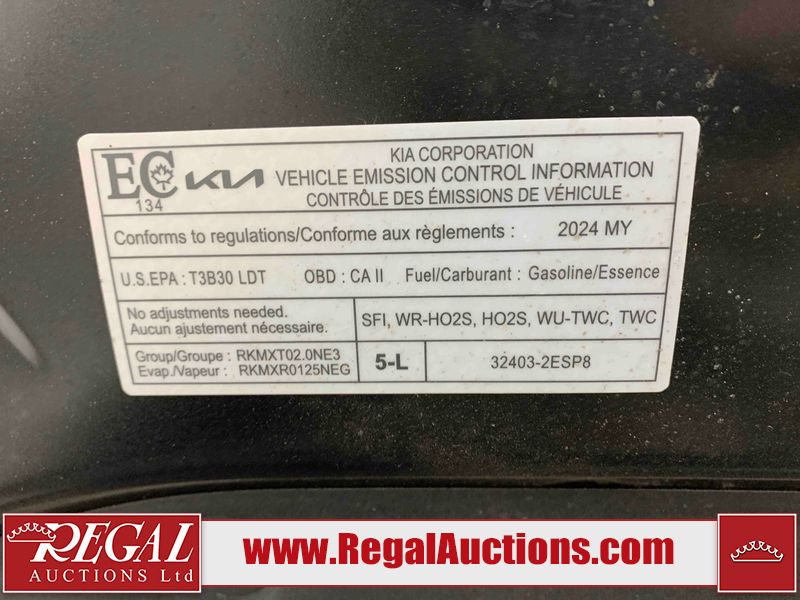 EC KIA
134
KIA CORPORATION
VEHICLE EMISSION CONTROL INFORMATION
CONTRÔLE DES ÉMISSIONS DE VÉHICULE
Conforms to regulations/Conforme aux règlements : 2024 MY
U.S.EPA : T3B30 LDT OBD : CA II Fuel/Carburant : Gasoline/Essence
No adjustments needed.
Aucun ajustement nécessaire.
SFI, WR-HO2S, HO2S, WU-TWC, TWC
Group/Groupe : RKMXT02.0NE3
Evap./Vapeur : RKMXR0125NEG
5-L
32403-2ESP8
REGAL
AUCTIONS Ltd
www.RegalAuctions.com